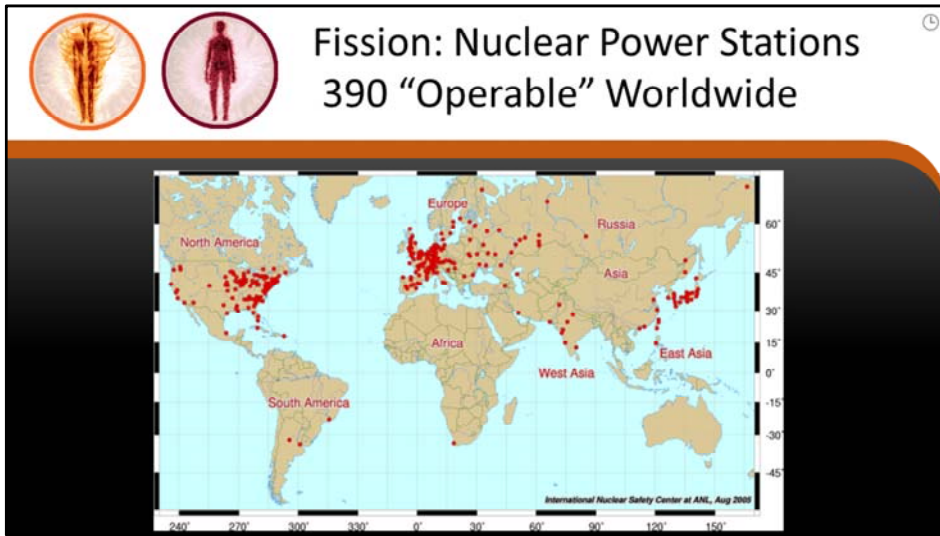 Fission: Nuclear Power Stations
390 “Operable” Worldwide
Europe
Russia
North America
Asia
Africa
East Asia
West Asia
South America
60°
45°
30°
15°
0°
-15°
-30°
-45°
International Nuclear Safety Center at ANL, Aug 2005
240° 270° 300° 330° 0° 30° 60° 90° 120° 150°